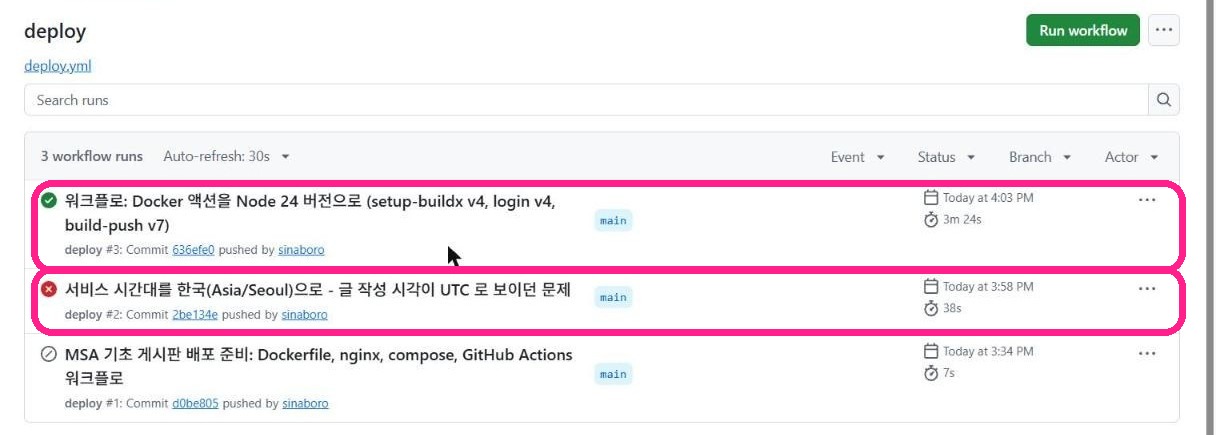 deploy
Run workflow
deploy.yml
Search runs
3 workflow runs Auto-refresh: 30s Event Status Branch Actor
워크플로: Docker 액션을 Node 24 버전으로 (setup-buildx v4, login v4,
build-push v7)
deploy #3: Commit 636efe0 pushed by sinaboro
main
Today at 4:03 PM
3m 24s
서비스 시간대를 한국(Asia/Seoul)으로 - 글 작성 시각이 UTC 로 보이던 문제
deploy #2: Commit 2be134e pushed by sinaboro
main
Today at 3:58 PM
38s
MSA 기초 게시판 배포 준비: Dockerfile, nginx, compose, GitHub Actions
워크플로
deploy #1: Commit d0be805 pushed by sinaboro
main
Today at 3:34 PM
7s